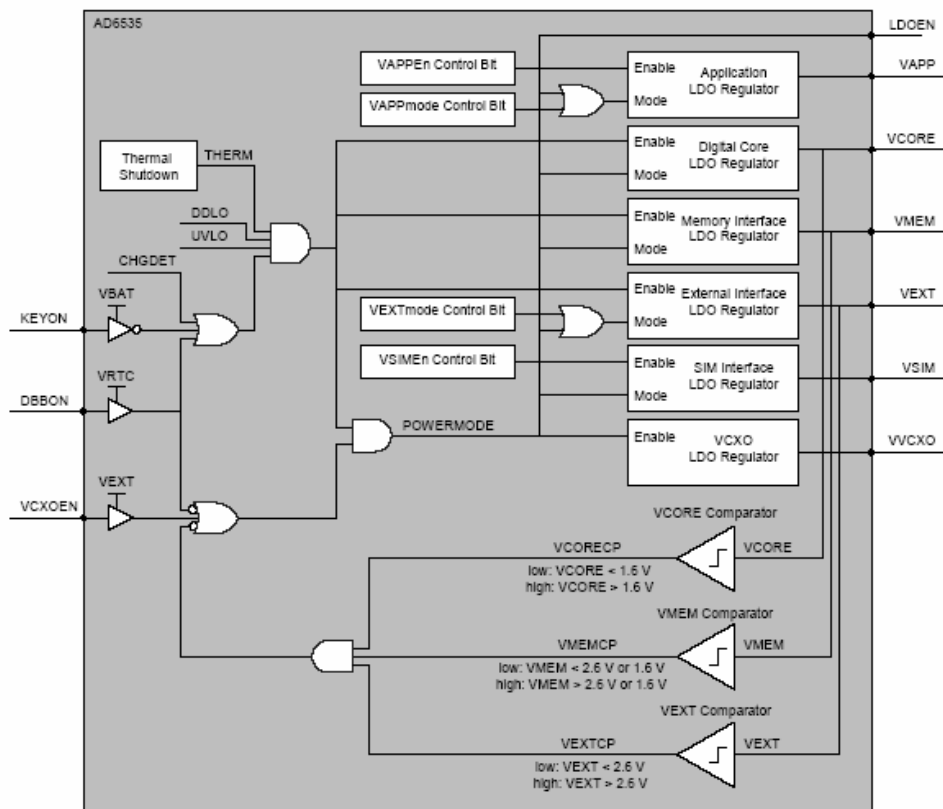 AD6535
LDOEN
VAPPEn Control Bit
Enable
Application
LDO Regulator
Mode
VAPP
VAPPmode Control Bit
Thermal
Shutdown
THERM
Enable
Digital Core
LDO Regulator
Mode
VCORE
DDLO
UVLO
Enable
Memory Interface
LDO Regulator
Mode
VMEM
CHGDET
VBAT
KEYON
VEXTmode Control Bit
Enable
External Interface
LDO Regulator
Mode
VEXT
VSIMEn Control Bit
Enable
SIM Interface
LDO Regulator
Mode
VSIM
VRTC
DBBON
POWERMODE
Enable
VCXO
LDO Regulator
VVCXO
VEXT
VCXOEN
VCORE Comparator
VCORECP
VCORE
low: VCORE < 1.6 V
high: VCORE > 1.6 V
VMEM Comparator
VMEMCP
VMEM
low: VMEM < 2.6 V or 1.6 V
high: VMEM > 2.6 V or 1.6 V
VEXT Comparator
VEXTCP
VEXT
low: VEXT < 2.6 V
high: VEXT > 2.6 V